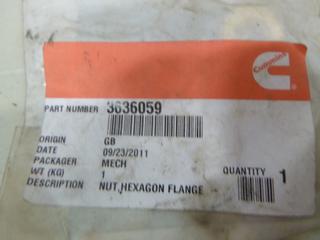 Cummins
PART NUMBER 3636059
ORIGIN GB
DATE 09/23/2011
PACKAGER MECH
WT (KG) 1 QUANTITY 1
DESCRIPTION NUT,HEXAGON FLANGE